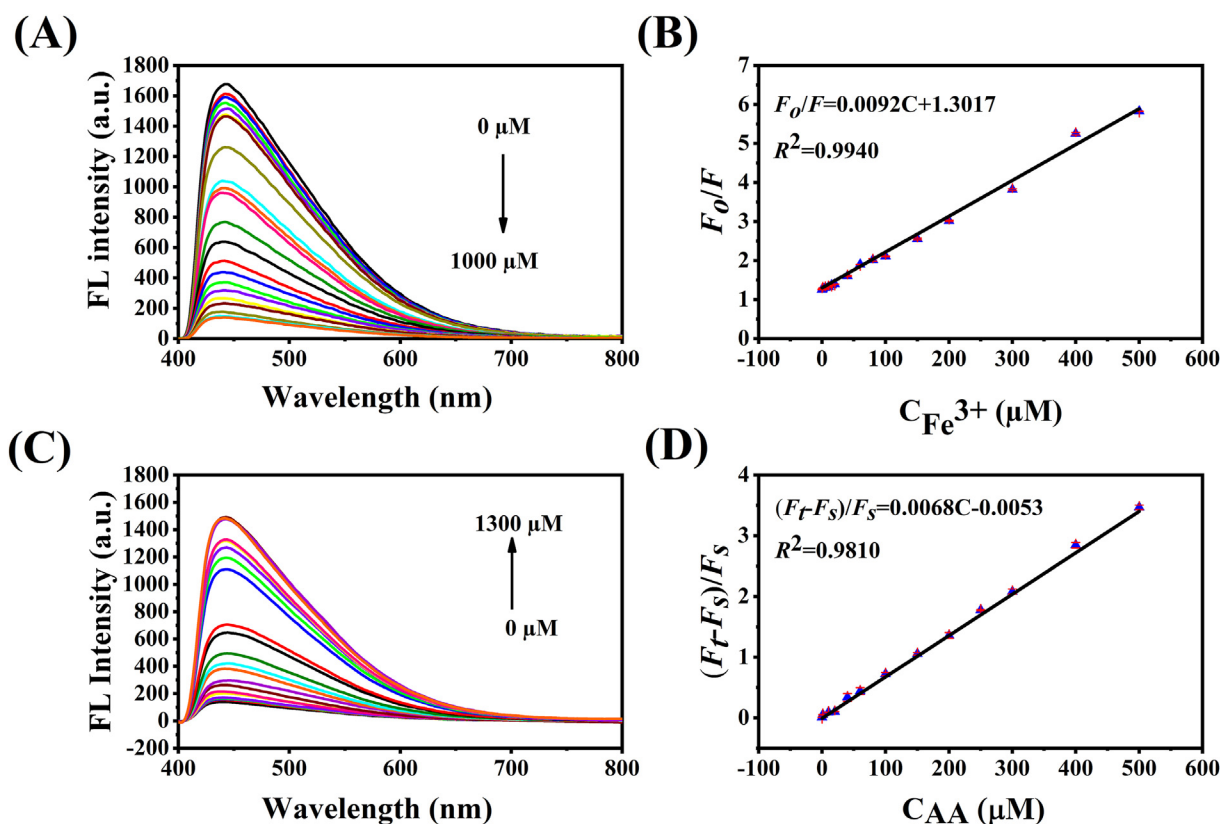 (A)
FL intensity (a.u.)
1800
1600
1400
1200
1000
800
600
400
200
0
0 μM
1000 μM
400 500 600 700 800
Wavelength (nm)
(B)
Fo/F
7
6
5
4
3
2
1
0
Fo/F=0.0092C+1.3017
R²=0.9940
-100 0 100 200 300 400 500 600
CFe3+ (μM)
(C)
FL Intensity (a.u.)
1800
1600
1400
1200
1000
800
600
400
200
0
-200
1300 μM
0 μM
400 500 600 700 800
Wavelength (nm)
(D)
(Ft-Fs)/Fs
4
3
2
1
0
(Ft-Fs)/Fs=0.0068C-0.0053
R²=0.9810
-100 0 100 200 300 400 500 600
CAA (μM)